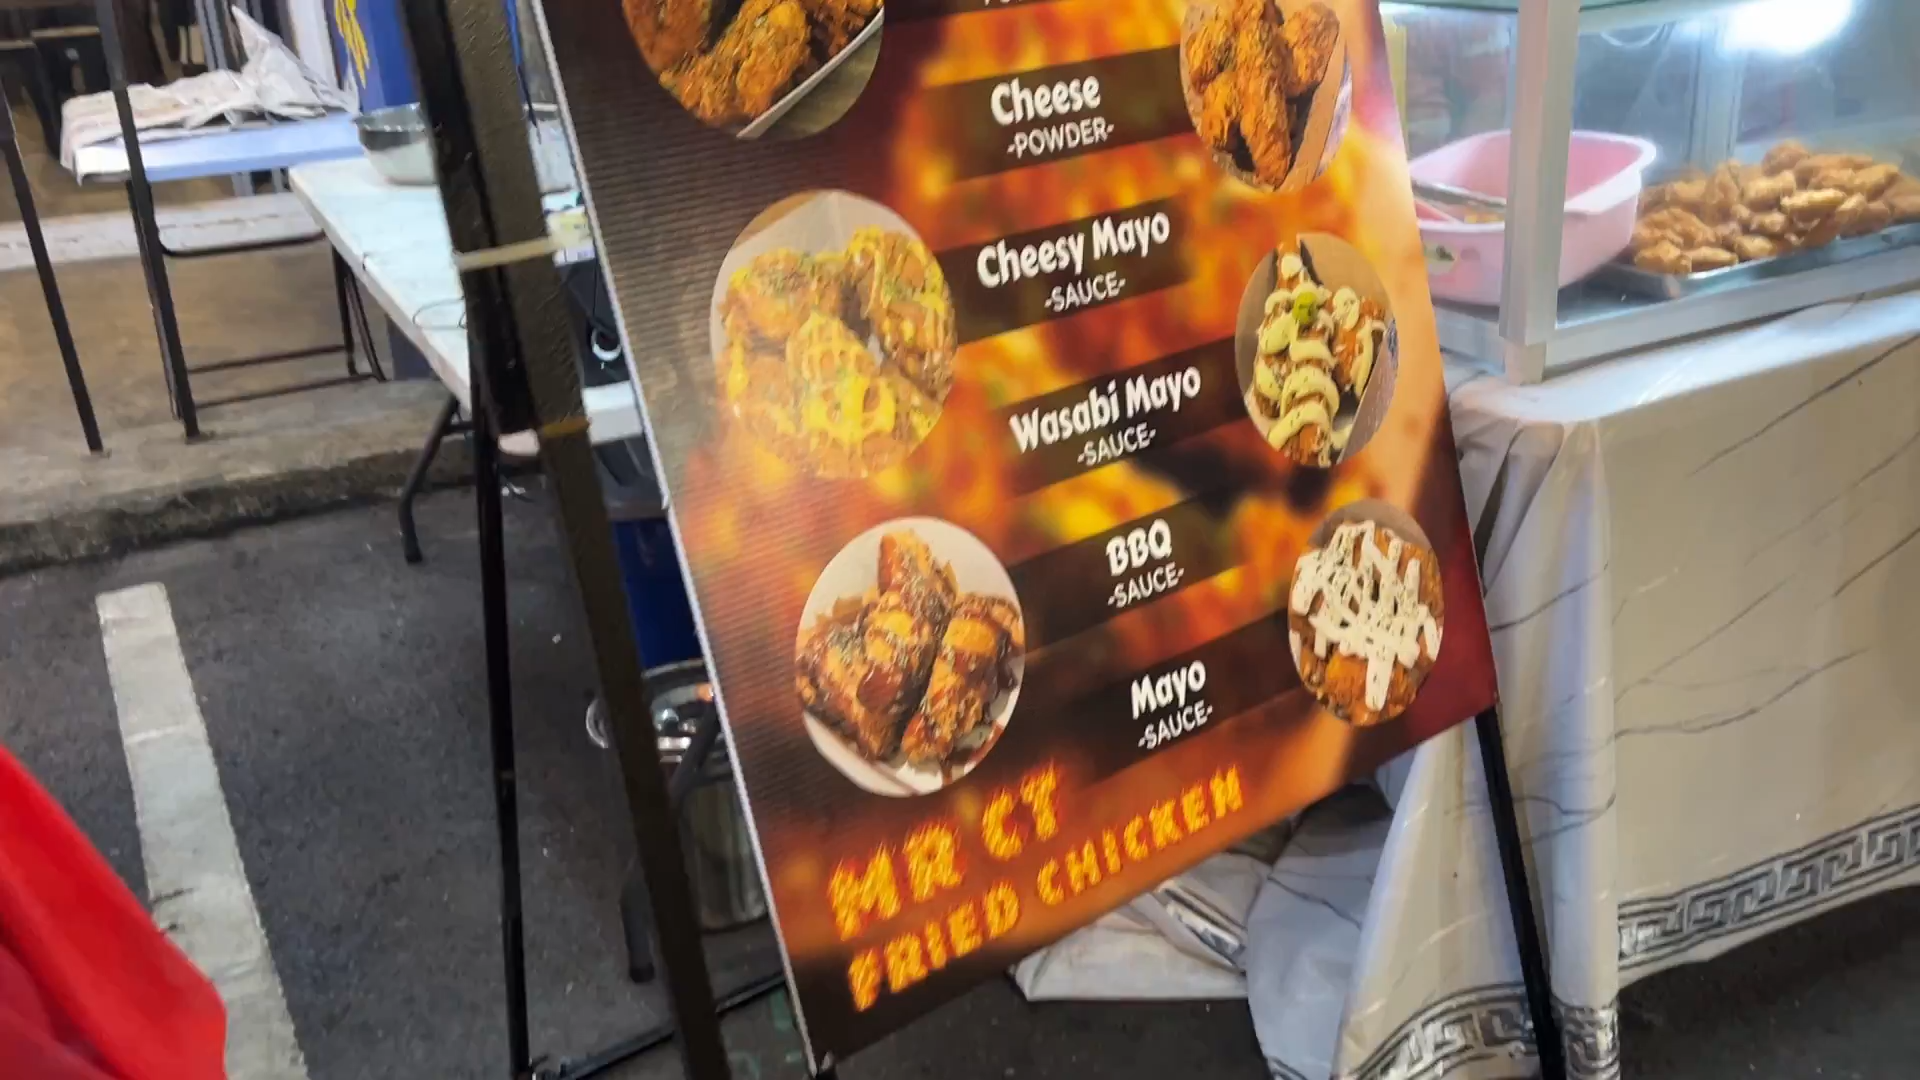 Cheese
-POWDER-
Cheesy Mayo
-SAUCE-
Wasabi Mayo
-SAUCE-
BBQ
-SAUCE-
Mayo
-SAUCE-
MR CT
FRIED CHICKEN